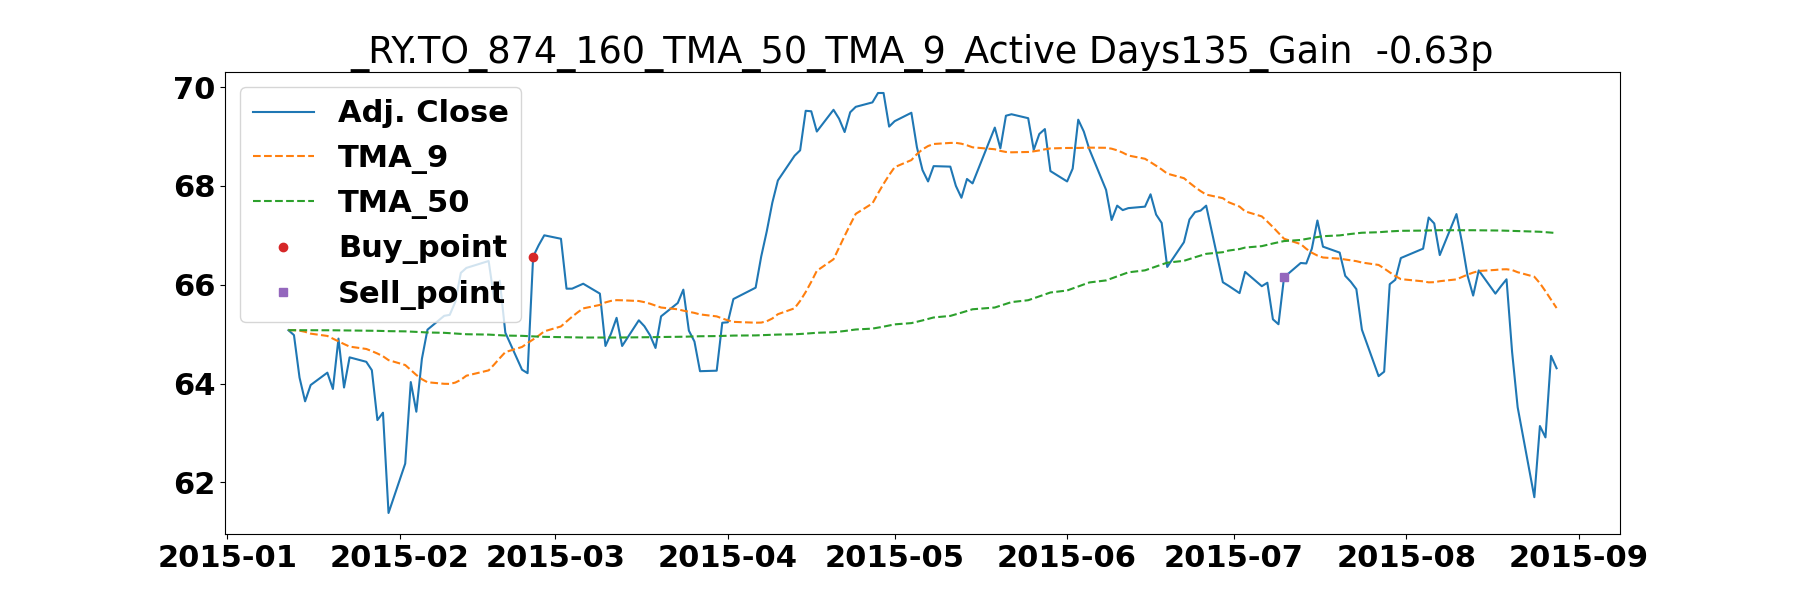 _RY.TO_874_160_TMA_50_TMA_9_Active Days135_Gain  -0.63p
70
68
66
64
62
Adj. Close
TMA_9
TMA_50
Buy_point
Sell_point
2015-01 2015-02 2015-03 2015-04 2015-05 2015-06 2015-07 2015-08 2015-09